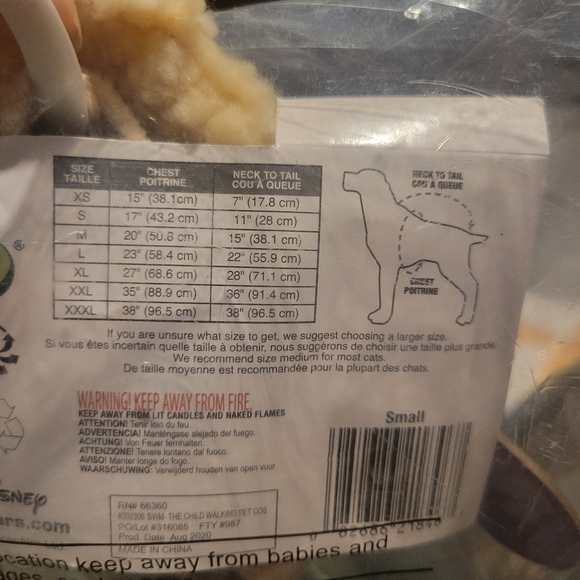 SIZE TAILLE CHEST POITRINE NECK TO TAIL COU À QUEUE
XS 15" (38.1cm) 7" (17.8 cm)
S 17" (43.2 cm) 11" (28 cm)
M 20" (50.8 cm) 15" (38.1 cm)
L 23" (58.4 cm) 22" (55.9 cm)
XL 27" (68.6 cm) 28" (71.1 cm)
XXL 35" (88.9 cm) 36" (91.4 cm)
XXXL 38" (96.5 cm) 38" (96.5 cm)
NECK TO TAIL
COU À QUEUE
CHEST
POITRINE
®
If you are unsure what size to get, we suggest choosing a larger size.
Si vous êtes incertain quelle taille à obtenir, nous suggérons de choisir une taille plus grande.
We recommend size medium for most cats.
De taille moyenne est recommandée pour la plupart des chats.
WARNING! KEEP AWAY FROM FIRE.
KEEP AWAY FROM LIT CANDLES AND NAKED FLAMES
ATTENTION! Tenir loin du feu.
ADVERTENCIA! Manténgase alejado del fuego.
ACHTUNG! Von Feuer fernhalten.
ATTENZIONE! Tenere lontano dal fuoco.
AVISO! Manter longe do fogo.
WAARSCHUWING: Verwijderd houden van open vuur.
Small
RN# 66360
#292306 SWM- THE CHILD WALKING PET COS
PO/Lot #316085 FTY #987
Prod. Date Aug 2020
MADE IN CHINA
ISNEP
ars.com
ocation keep away from babies and